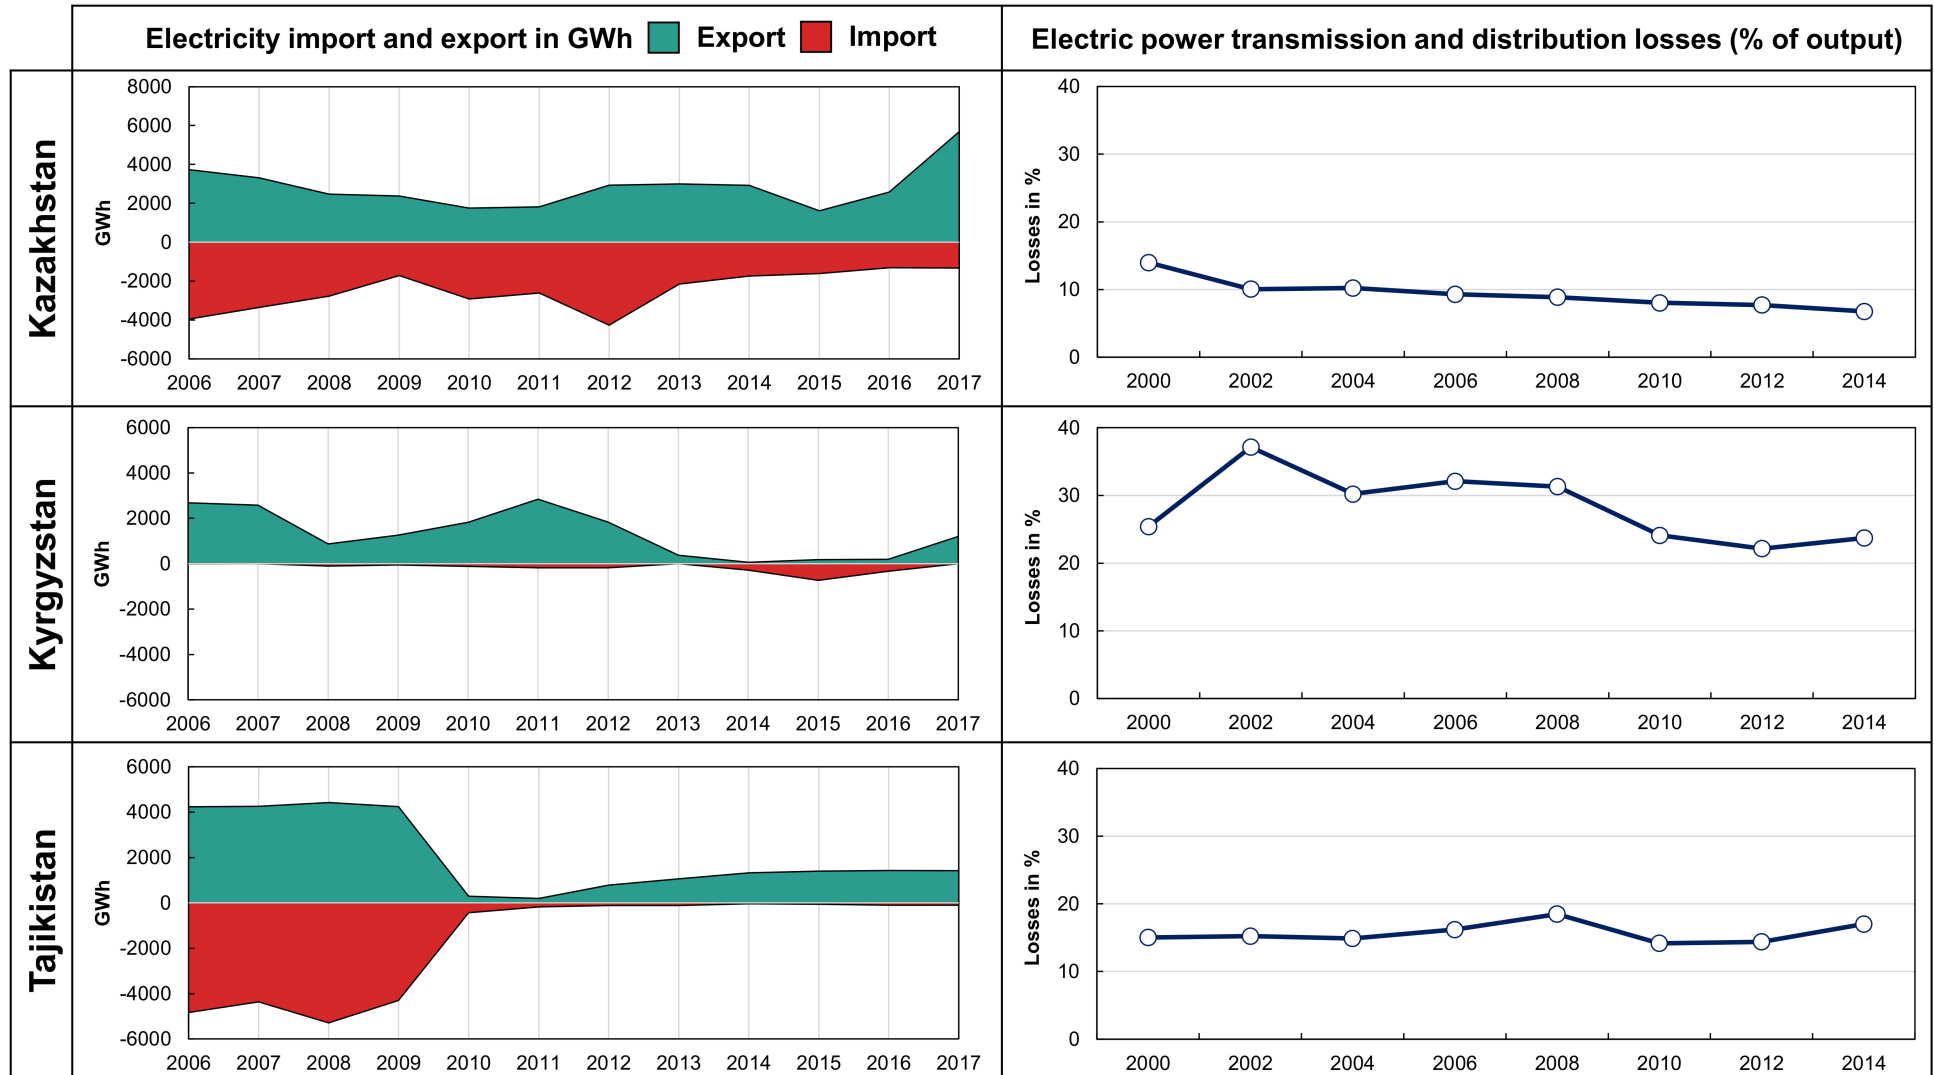 Electricity import and export in GWh Export Import
Electric power transmission and distribution losses (% of output)
Kazakhstan
GWh
8000
6000
4000
2000
0
-2000
-4000
-6000
2006 2007 2008 2009 2010 2011 2012 2013 2014 2015 2016 2017
Losses in %
40
30
20
10
0
2000 2002 2004 2006 2008 2010 2012 2014
Kyrgyzstan
GWh
6000
4000
2000
0
-2000
-4000
-6000
2006 2007 2008 2009 2010 2011 2012 2013 2014 2015 2016 2017
Losses in %
40
30
20
10
0
2000 2002 2004 2006 2008 2010 2012 2014
Tajikistan
GWh
6000
4000
2000
0
-2000
-4000
-6000
2006 2007 2008 2009 2010 2011 2012 2013 2014 2015 2016 2017
Losses in %
40
30
20
10
0
2000 2002 2004 2006 2008 2010 2012 2014